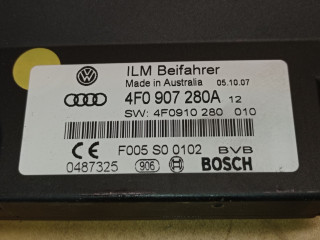 ILM Beifahrer
Made in Australia 05.10.07
4F0 907 280A 12
SW: 4F0910 280 010
F005 S0 0102 BVB
CE 0487325 906 BOSCH